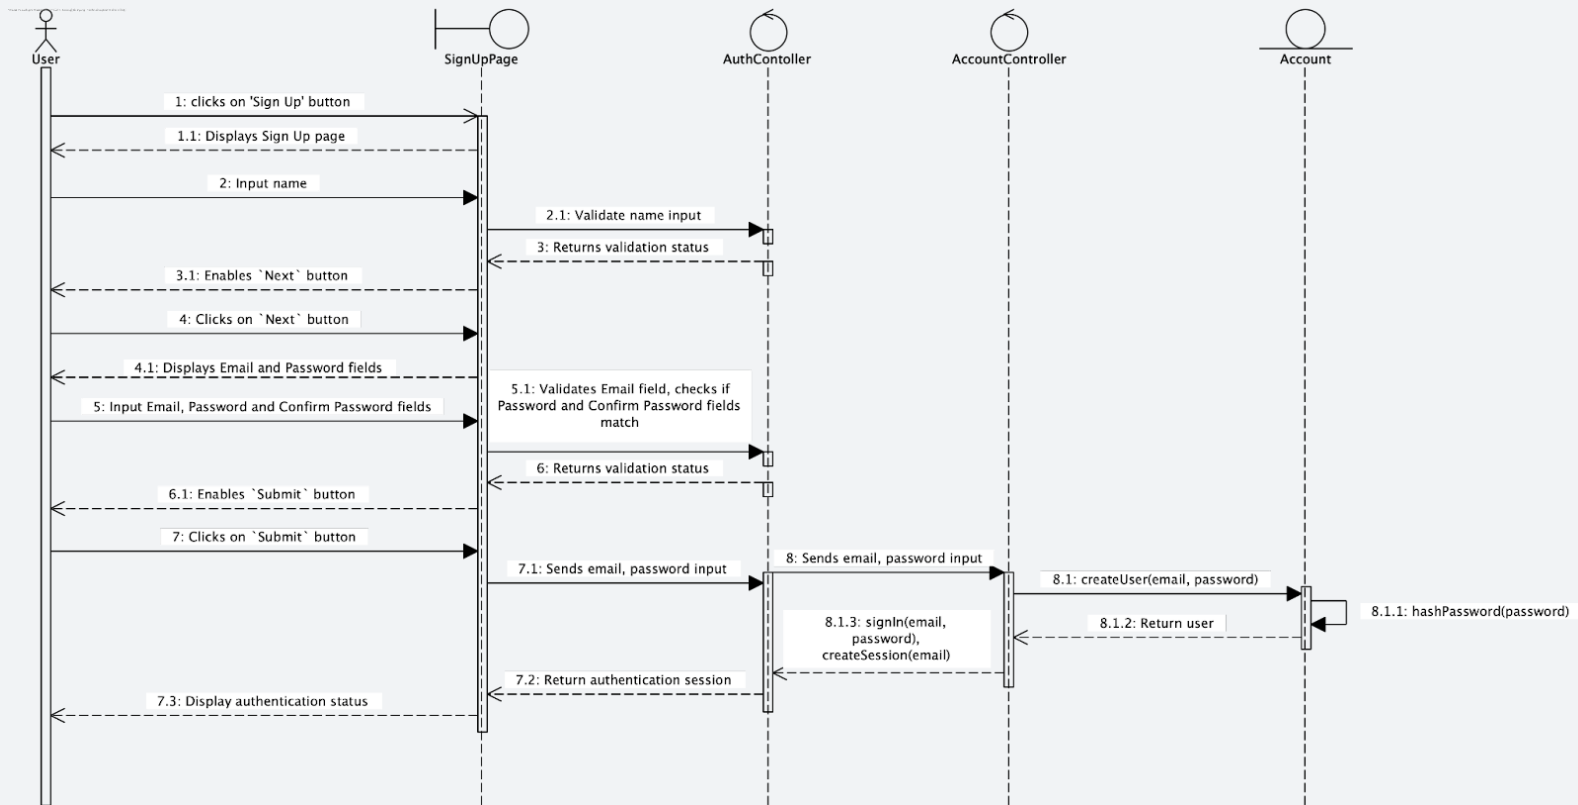 User
SignUpPage
AuthContoller
AccountController
Account
1: clicks on 'Sign Up' button
1.1: Displays Sign Up page
2: Input name
2.1: Validate name input
3: Returns validation status
3.1: Enables `Next` button
4: Clicks on `Next` button
4.1: Displays Email and Password fields
5.1: Validates Email field, checks if
Password and Confirm Password fields
match
5: Input Email, Password and Confirm Password fields
6: Returns validation status
6.1: Enables `Submit` button
7: Clicks on `Submit` button
7.1: Sends email, password input
8: Sends email, password input
8.1: createUser(email, password)
8.1.1: hashPassword(password)
8.1.2: Return user
8.1.3: signIn(email,
password),
createSession(email)
7.2: Return authentication session
7.3: Display authentication status